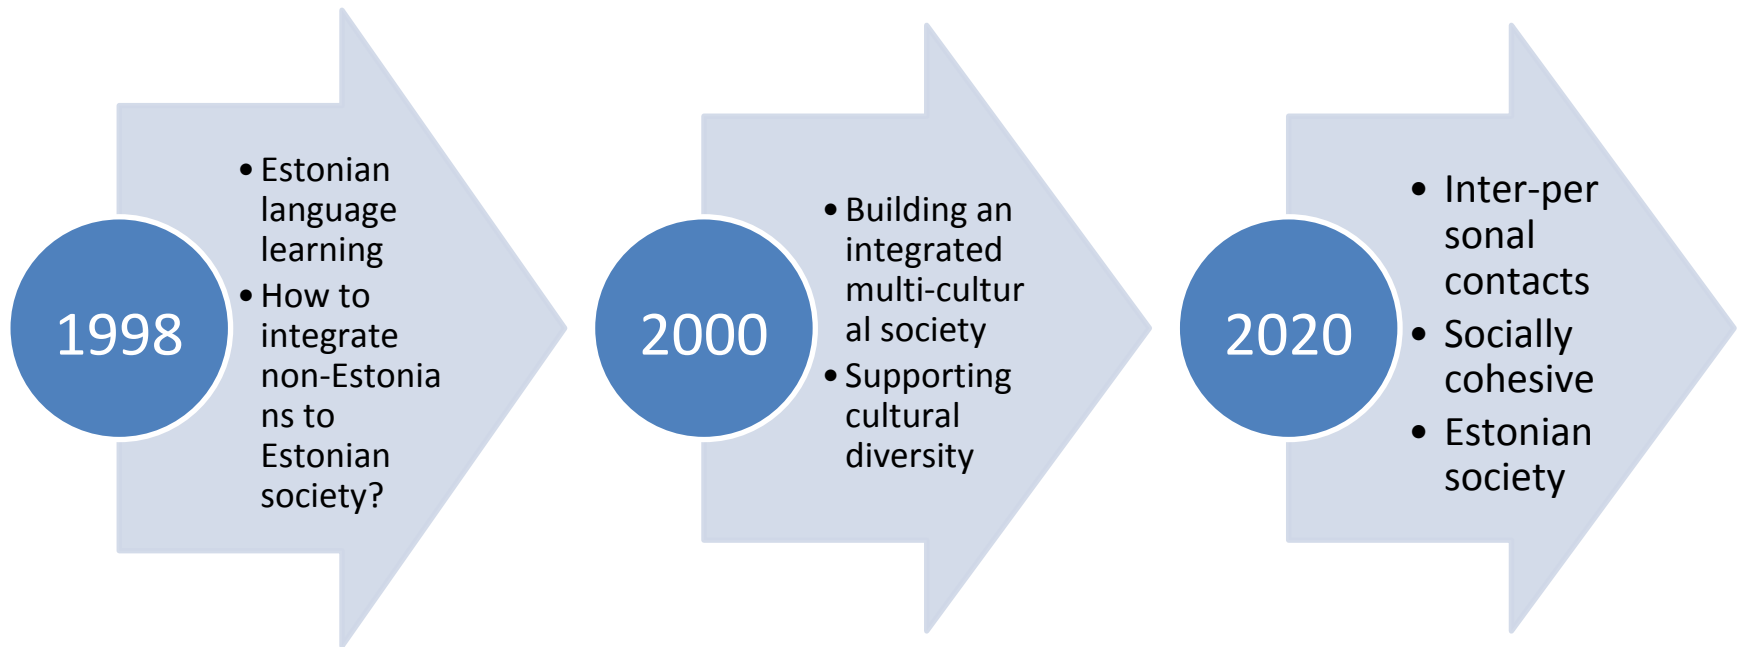 1998
• Estonian
language
learning
• How to
integrate
non-Estonia
ns to
Estonian
society?
2000
• Building an
integrated
multi-cultur
al society
• Supporting
cultural
diversity
2020
• Inter-per
sonal
contacts
• Socially
cohesive
• Estonian
society